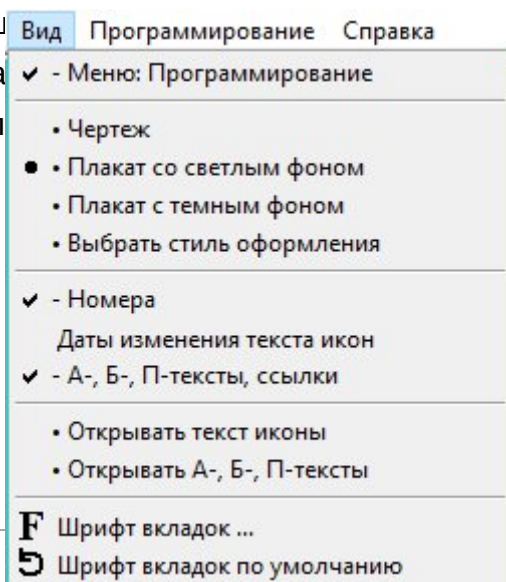 Вид Программирование Справка
✔ - Меню: Программирование
• Чертеж
● • Плакат со светлым фоном
• Плакат с темным фоном
• Выбрать стиль оформления
✔ - Номера
Даты изменения текста икон
✔ - А-, Б-, П-тексты, ссылки
• Открывать текст иконы
• Открывать А-, Б-, П-тексты
F Шрифт вкладок ...
Шрифт вкладок по умолчанию